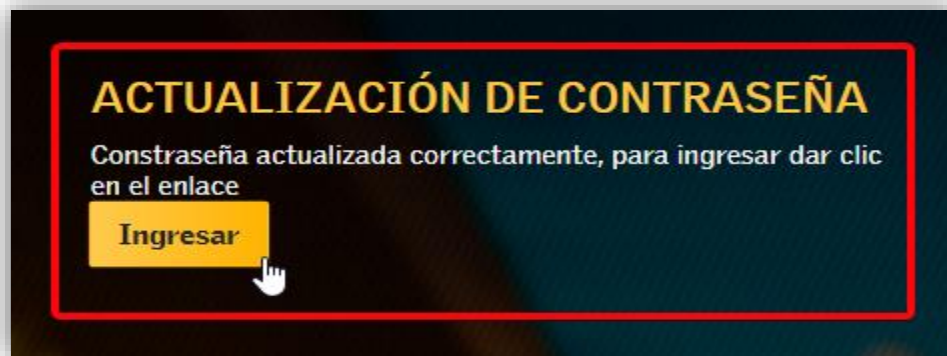 ACTUALIZACIÓN DE CONTRASEÑA
Constraseña actualizada correctamente, para ingresar dar clic
en el enlace
Ingresar